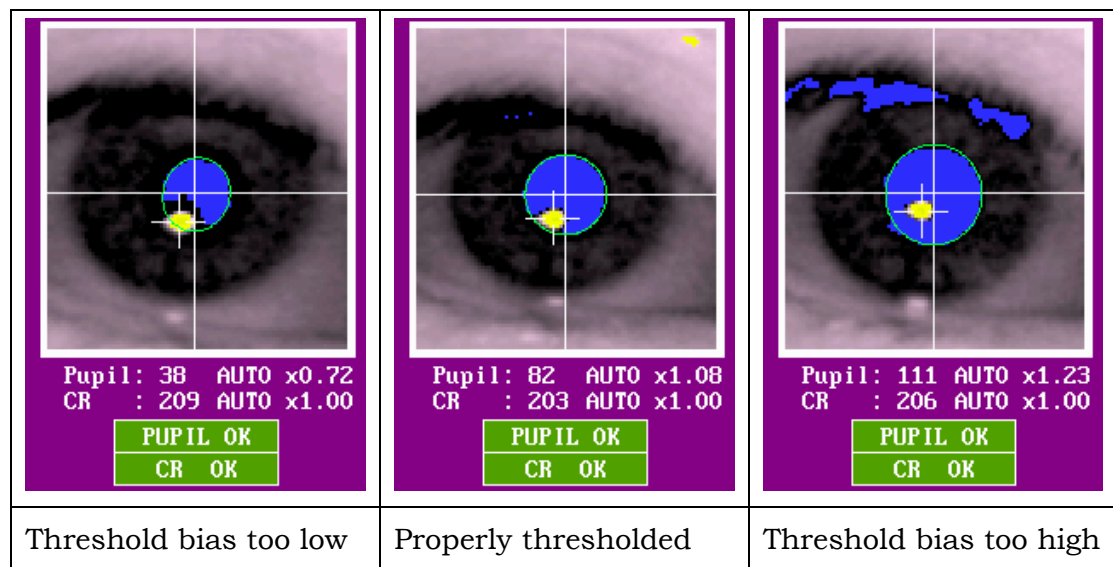 Pupil: 38 AUTO x0.72
CR : 209 AUTO x1.00
PUPIL OK
CR OK
Threshold bias too low
Pupil: 82 AUTO x1.08
CR : 203 AUTO x1.00
PUPIL OK
CR OK
Properly thresholded
Pupil: 111 AUTO x1.23
CR : 206 AUTO x1.00
PUPIL OK
CR OK
Threshold bias too high